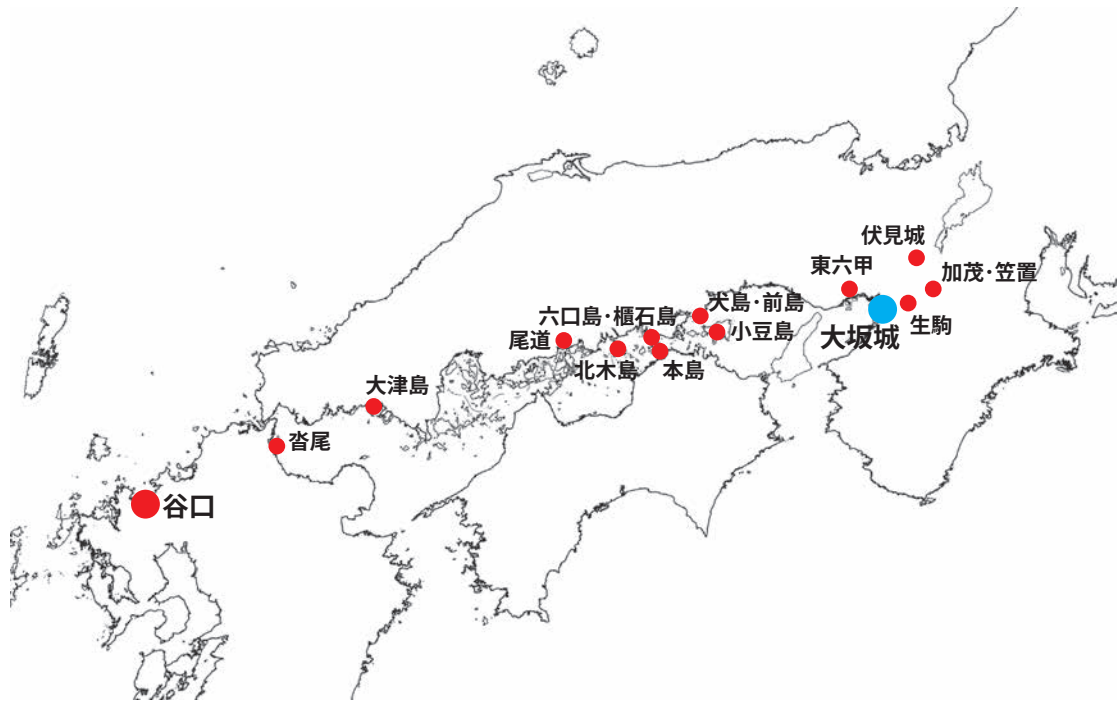 伏見城
東六甲
加茂・笠置
犬島・前島
生駒
六口島・櫃石島
小豆島
大坂城
尾道
北木島
本島
大津島
沓尾
谷口